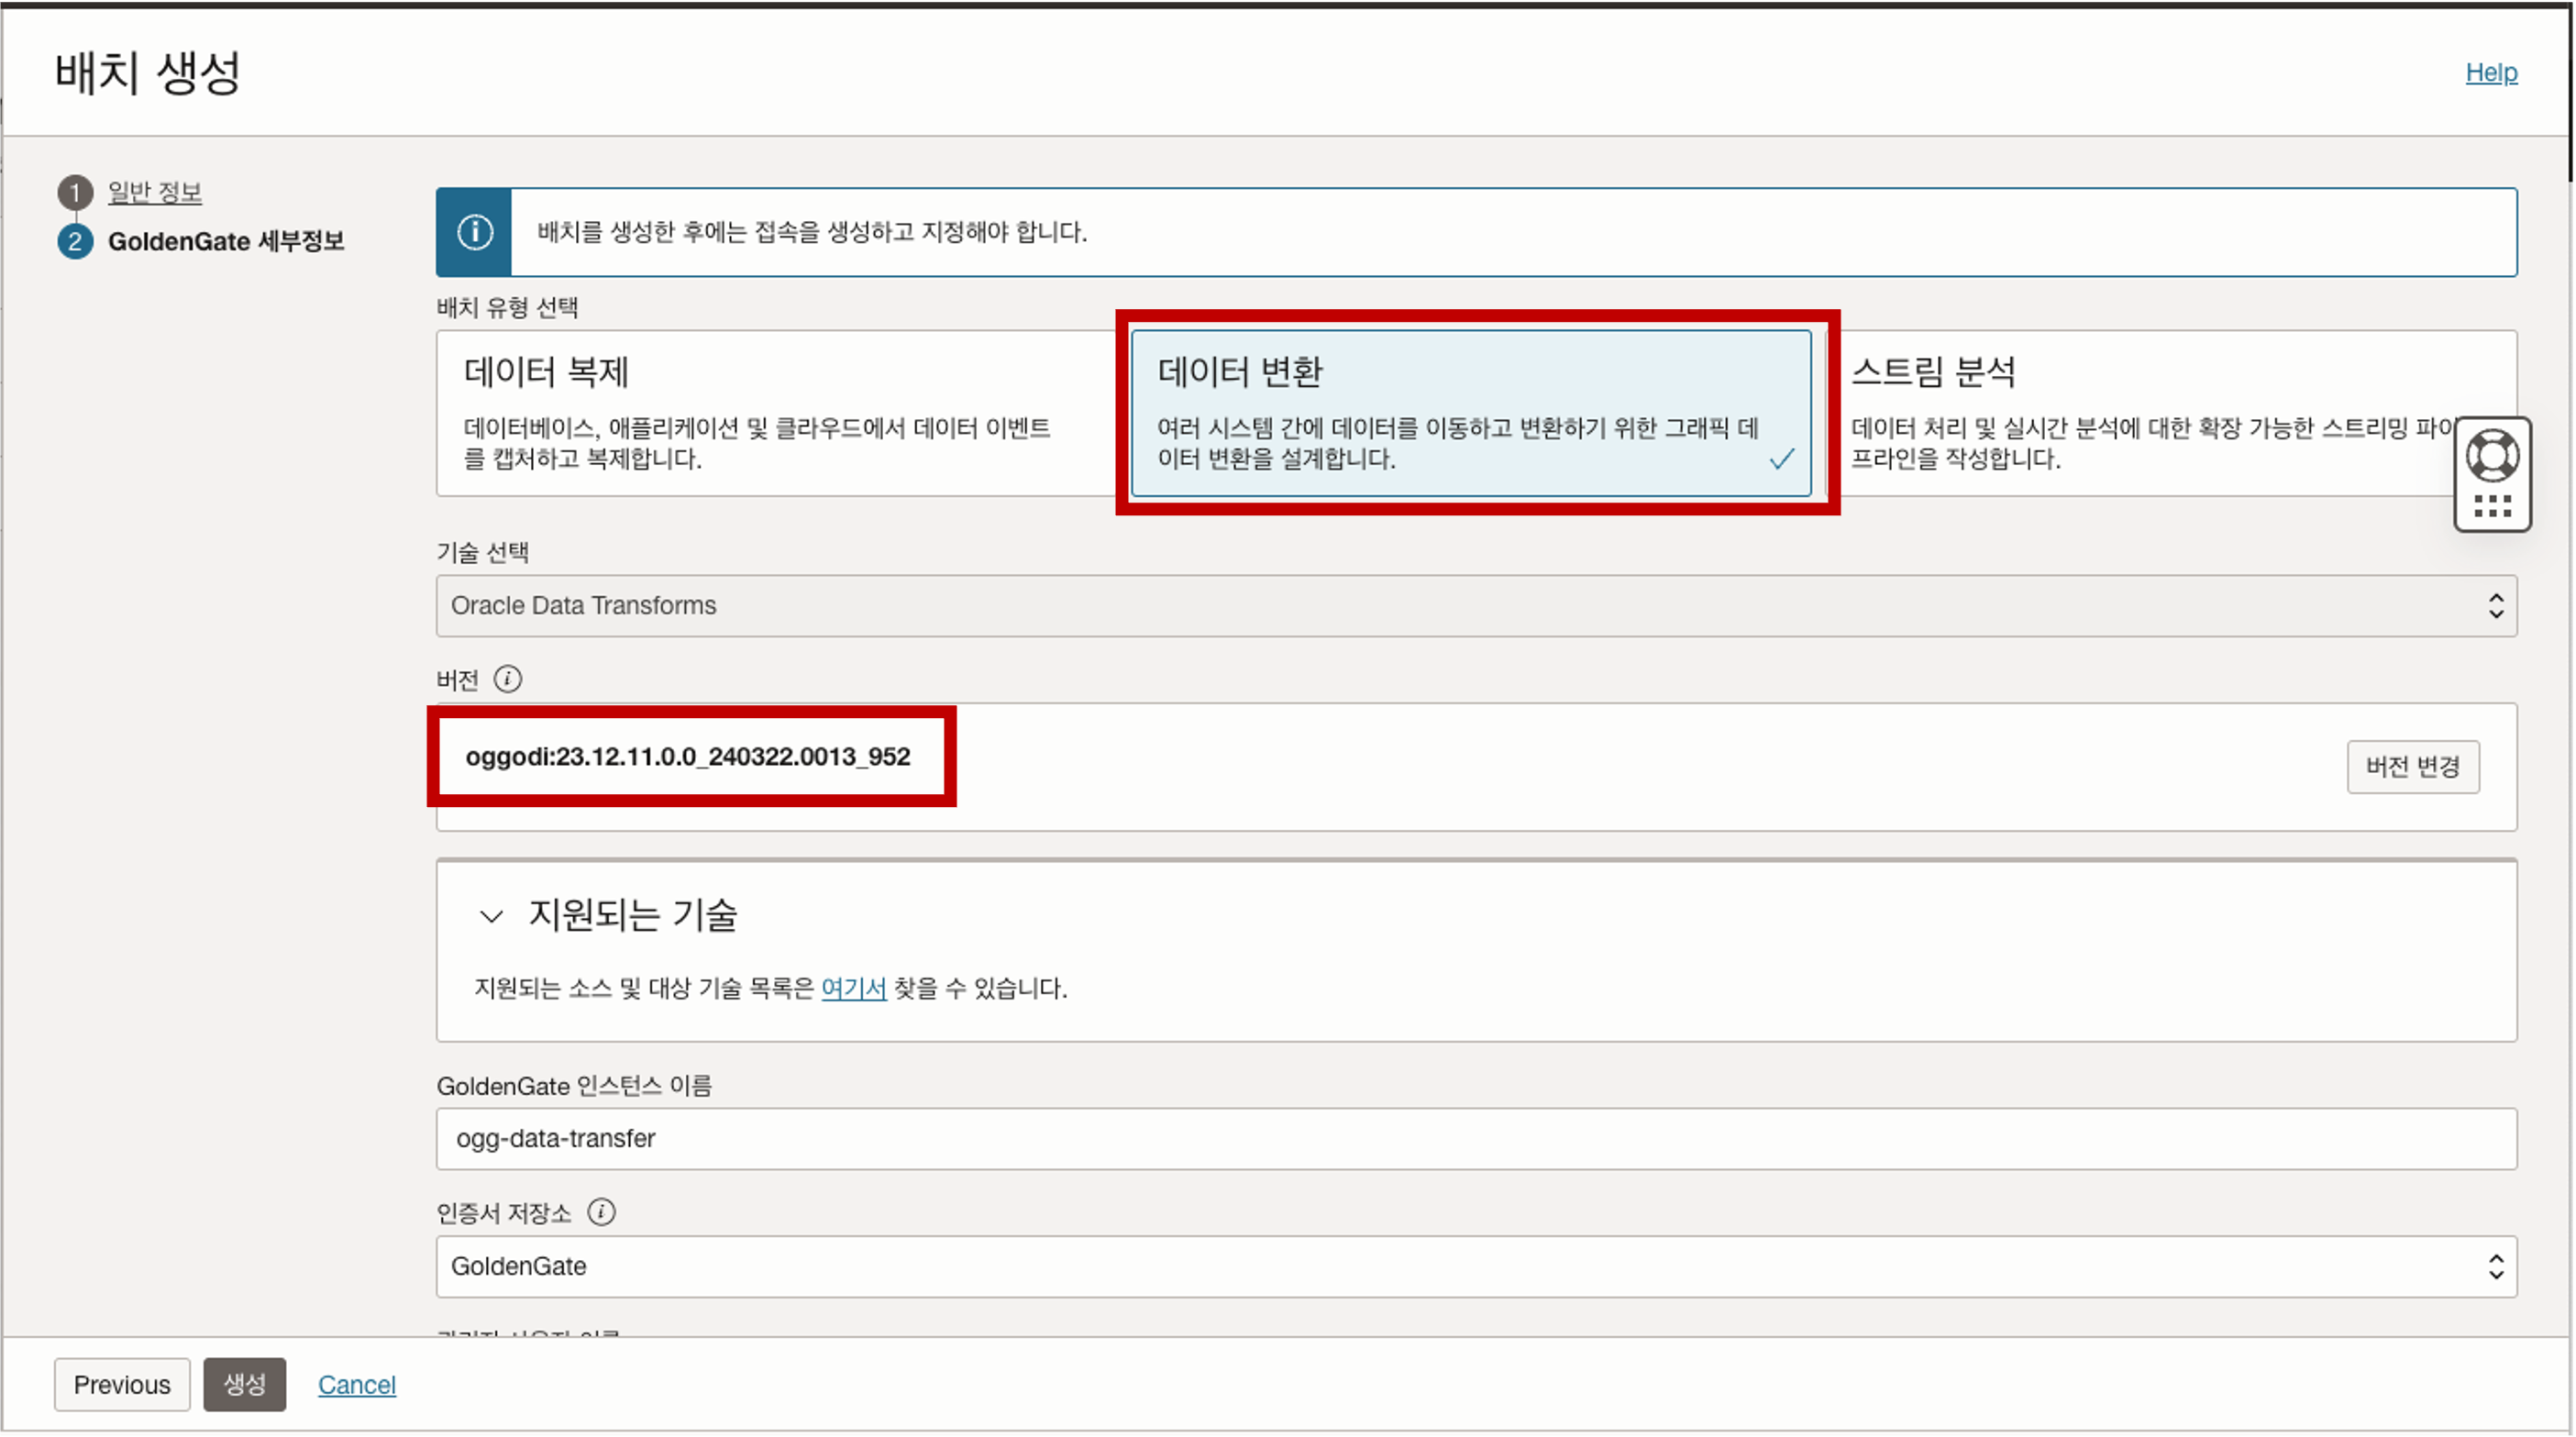 배치 생성
Help
1 일반 정보
2 GoldenGate 세부정보
배치를 생성한 후에는 접속을 생성하고 지정해야 합니다.
배치 유형 선택
데이터 복제
데이터베이스, 애플리케이션 및 클라우드에서 데이터 이벤트
를 캡처하고 복제합니다.
데이터 변환
여러 시스템 간에 데이터를 이동하고 변환하기 위한 그래픽 데
이터 변환을 설계합니다.
스트림 분석
데이터 처리 및 실시간 분석에 대한 확장 가능한 스트리밍 파이
프라인을 작성합니다.
기술 선택
Oracle Data Transforms
버전
oggodi:23.12.11.0.0_240322.0013_952
버전 변경
지원되는 기술
지원되는 소스 및 대상 기술 목록은 여기서 찾을 수 있습니다.
GoldenGate 인스턴스 이름
ogg-data-transfer
인증서 저장소
GoldenGate
Previous
생성
Cancel